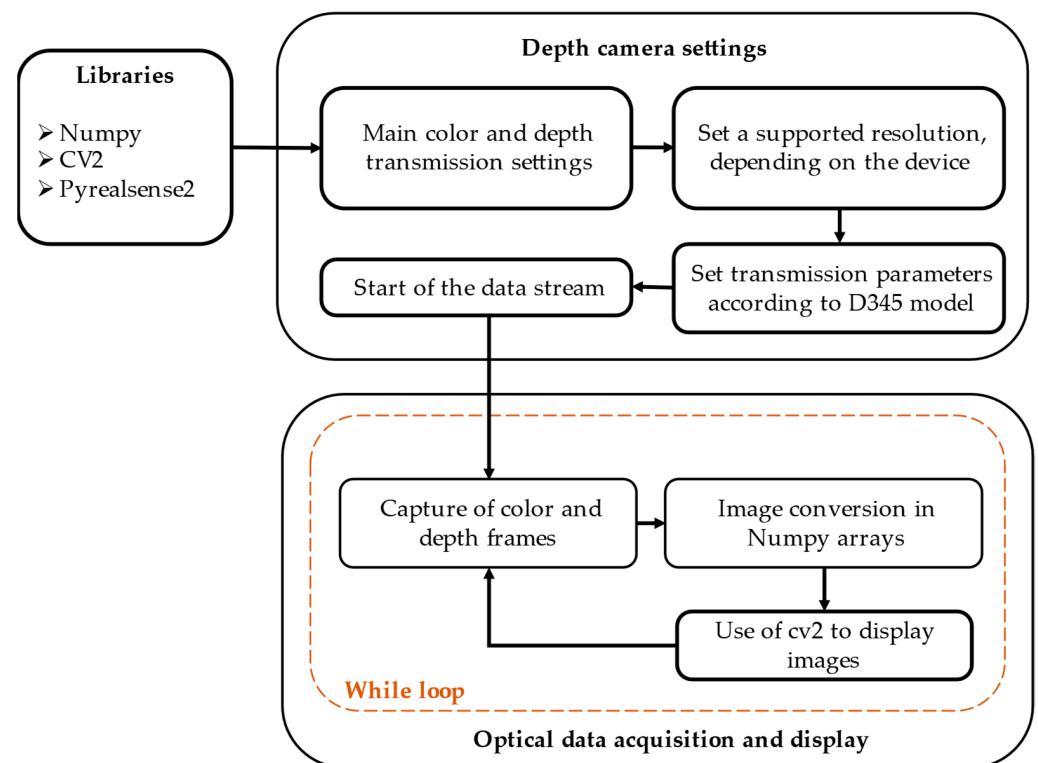 Libraries
➢ Numpy
➢ CV2
➢ Pyrealsense2
Depth camera settings
Main color and depth
transmission settings
Set a supported resolution,
depending on the device
Set transmission parameters
according to D345 model
Start of the data stream
Capture of color and
depth frames
Image conversion in
Numpy arrays
Use of cv2 to display
images
While loop
Optical data acquisition and display